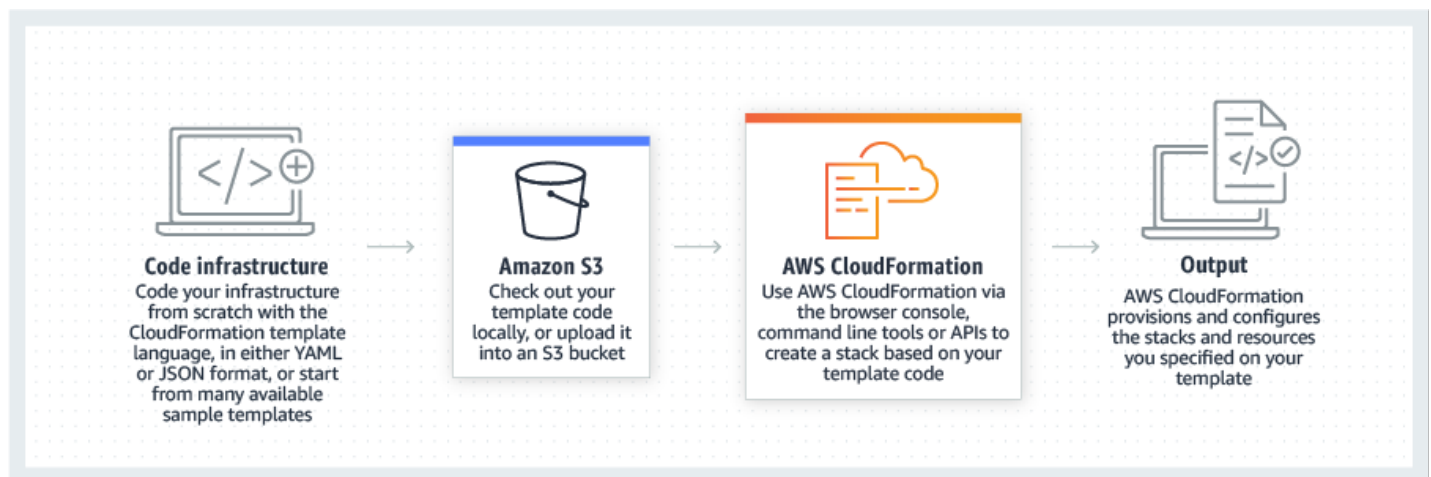 </>
Code infrastructure
Code your infrastructure
from scratch with the
CloudFormation template
language, in either YAML
or JSON format, or start
from many available
sample templates
Amazon S3
Check out your
template code
locally, or upload it
into an S3 bucket
AWS CloudFormation
Use AWS CloudFormation via
the browser console,
command line tools or APIs to
create a stack based on your
template code
</>
Output
AWS CloudFormation
provisions and configures
the stacks and resources
you specified on your
template